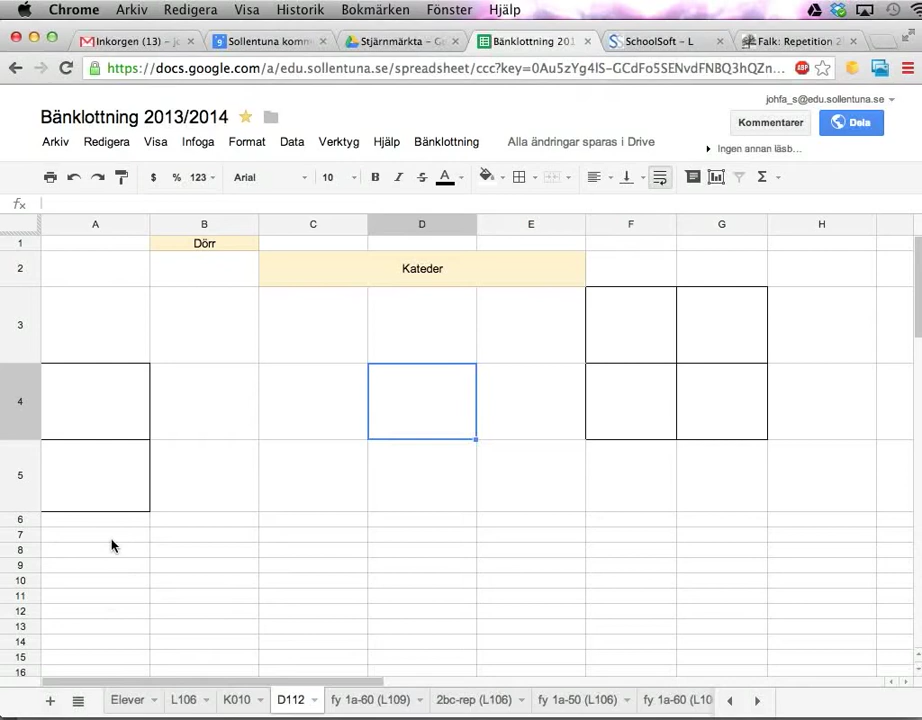 Chrome Arkiv Redigera Visa Historik Bokmärken Fönster Hjälp
Inkorgen (13) – j
Sollentuna komm
Stjärnmärkta – G
Bänklottning 201
SchoolSoft – L
Falk: Repetition 2
https://docs.google.com/a/edu.sollentuna.se/spreadsheet/ccc?key=0Au5zYg4lS-GCdFo5SENvdFNBQ3hQZn...
johfa_s@edu.sollentuna.se
Bänklottning 2013/2014
Kommentarer
Dela
Arkiv Redigera Visa Infoga Format Data Verktyg Hjälp Bänklottning Alla ändringar sparas i Drive
Ingen annan läsb...
$ % 123 Arial 10 B I S A Σ
fx
A B C D E F G H
1 Dörr
2 Kateder
3
4
5
6
7
8
9
10
11
12
13
14
15
16
+ Elever L106 K010 D112 fy 1a-60 (L109) 2bc-rep (L106) fy 1a-50 (L106) fy 1a-60 (L10